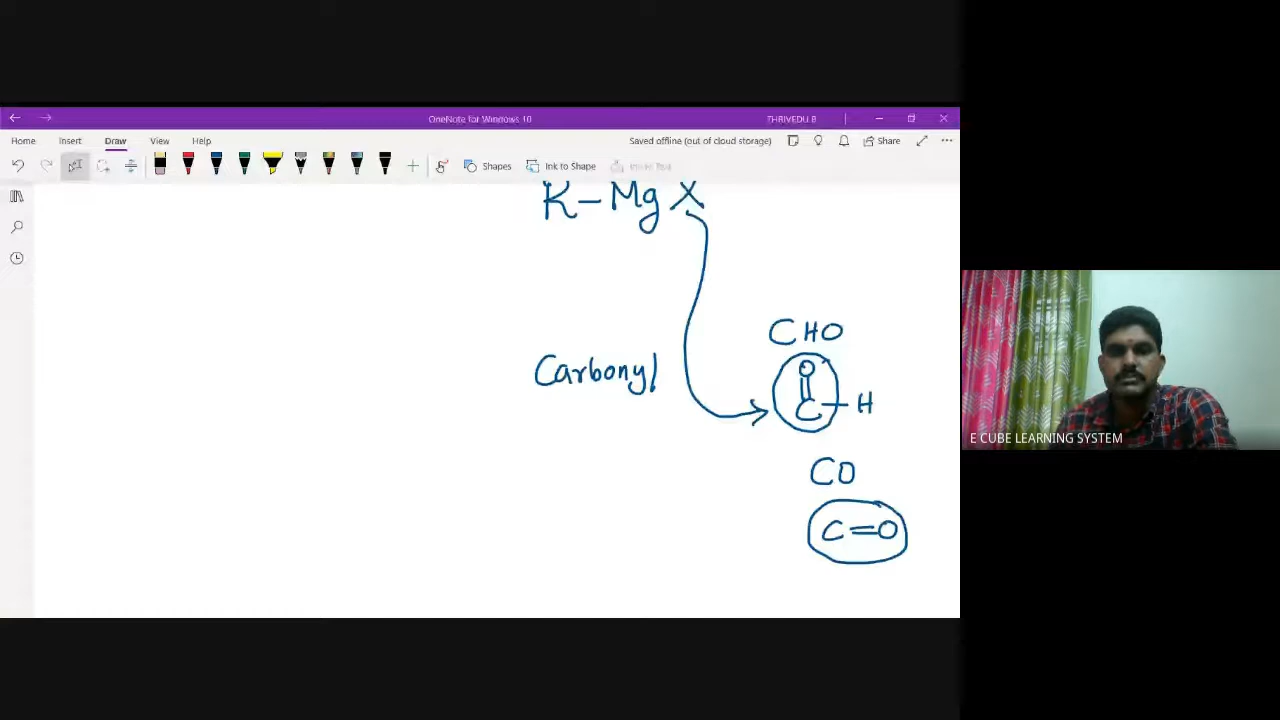 OneNote for Windows 10
THRIVEDU B
Home Insert Draw View Help
Saved offline (out of cloud storage)
Share
Shapes
Ink to Shape
R-MgX
CHO
O
Carbonyl
C-H
CO
C=O
E CUBE LEARNING SYSTEM